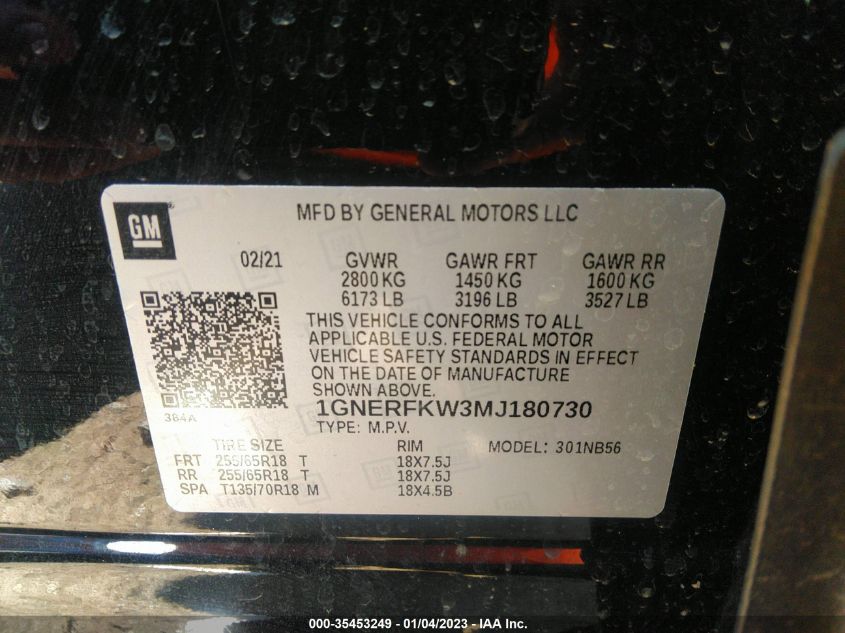 GM
MFD BY GENERAL MOTORS LLC
02/21 GVWR GAWR FRT GAWR RR
2800 KG 1450 KG 1600 KG
6173 LB 3196 LB 3527 LB
THIS VEHICLE CONFORMS TO ALL
APPLICABLE U.S. FEDERAL MOTOR
VEHICLE SAFETY STANDARDS IN EFFECT
ON THE DATE OF MANUFACTURE
SHOWN ABOVE.
384A
1GNERFKW3MJ180730
TYPE: M.P.V.
TIRE SIZE RIM MODEL: 301NB56
FRT 255/65R18 T 18X7.5J
RR 255/65R18 T 18X7.5J
SPA T135/70R18 M 18X4.5B
000-35453249 - 01/04/2023 - IAA Inc.